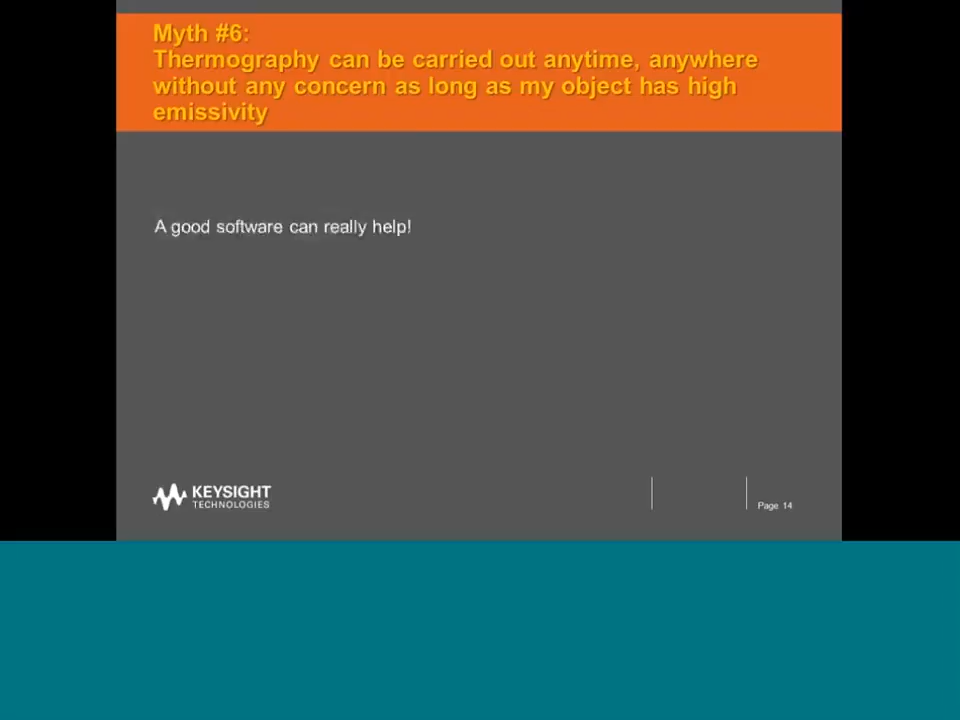 Myth #6:
Thermography can be carried out anytime, anywhere
without any concern as long as my object has high
emissivity
A good software can really help!
KEYSIGHT
TECHNOLOGIES
Page 14